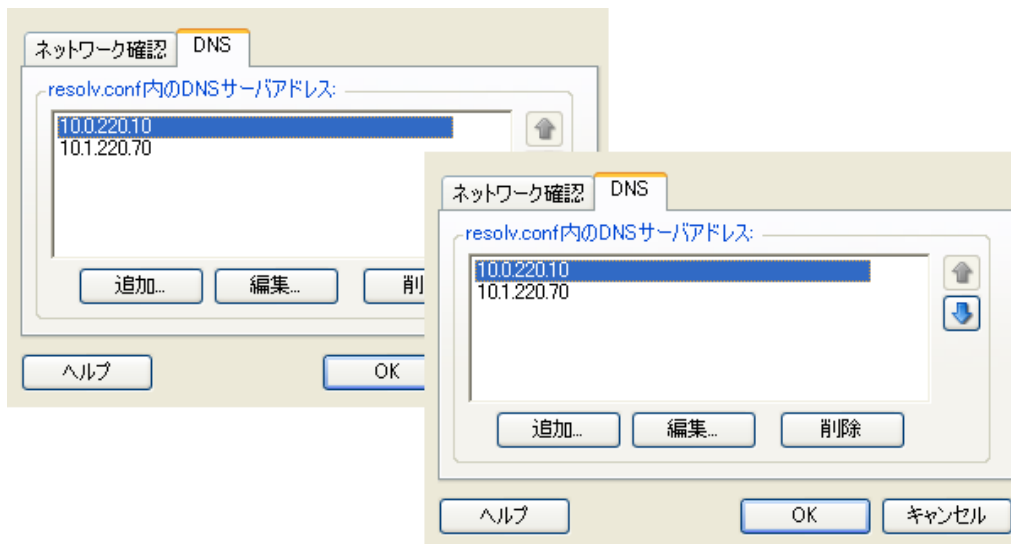 ネットワーク確認 DNS
resolv.conf内のDNSサーバアドレス:
10.0.220.10
10.1.220.70
追加... 編集... 削
ヘルプ OK
ネットワーク確認 DNS
resolv.conf内のDNSサーバアドレス:
10.0.220.10
10.1.220.70
追加... 編集... 削除
ヘルプ OK キャンセル